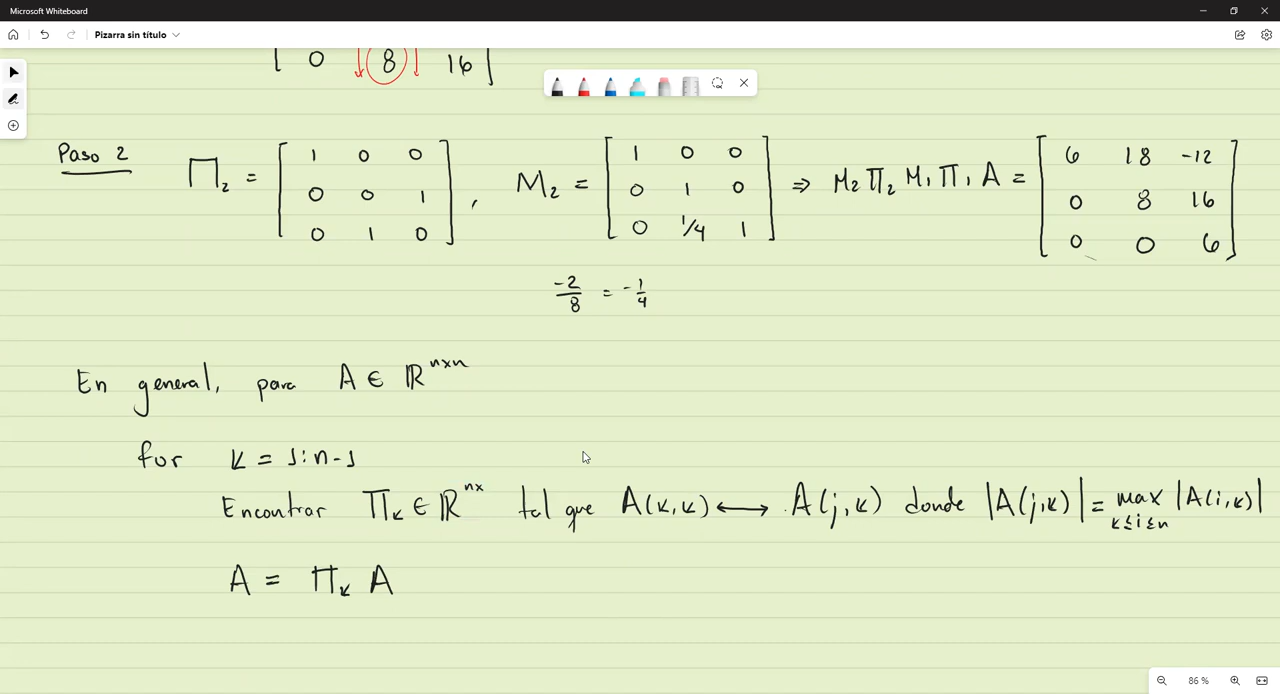 Microsoft Whiteboard
Pizarra sin título
[ 0 8 16 ]
Paso 2
Π₂ = [ 1 0 0 ; 0 0 1 ; 0 1 0 ] , M₂ = [ 1 0 0 ; 0 1 0 ; 0 1/4 1 ] ⇒ M₂ Π₂ M₁ Π₁ A = [ 6 18 -12 ; 0 8 16 ; 0 0 6 ]
-2/8 = -1/4
En general, para A ∈ ℝⁿˣⁿ
for k = 1:n-1
Encontrar Πₖ ∈ ℝⁿˣ tal que A(k,k) ⟷ A(j,k) donde |A(j,k)| = max k≤i≤n |A(i,k)|
A = Πₖ A
86 %